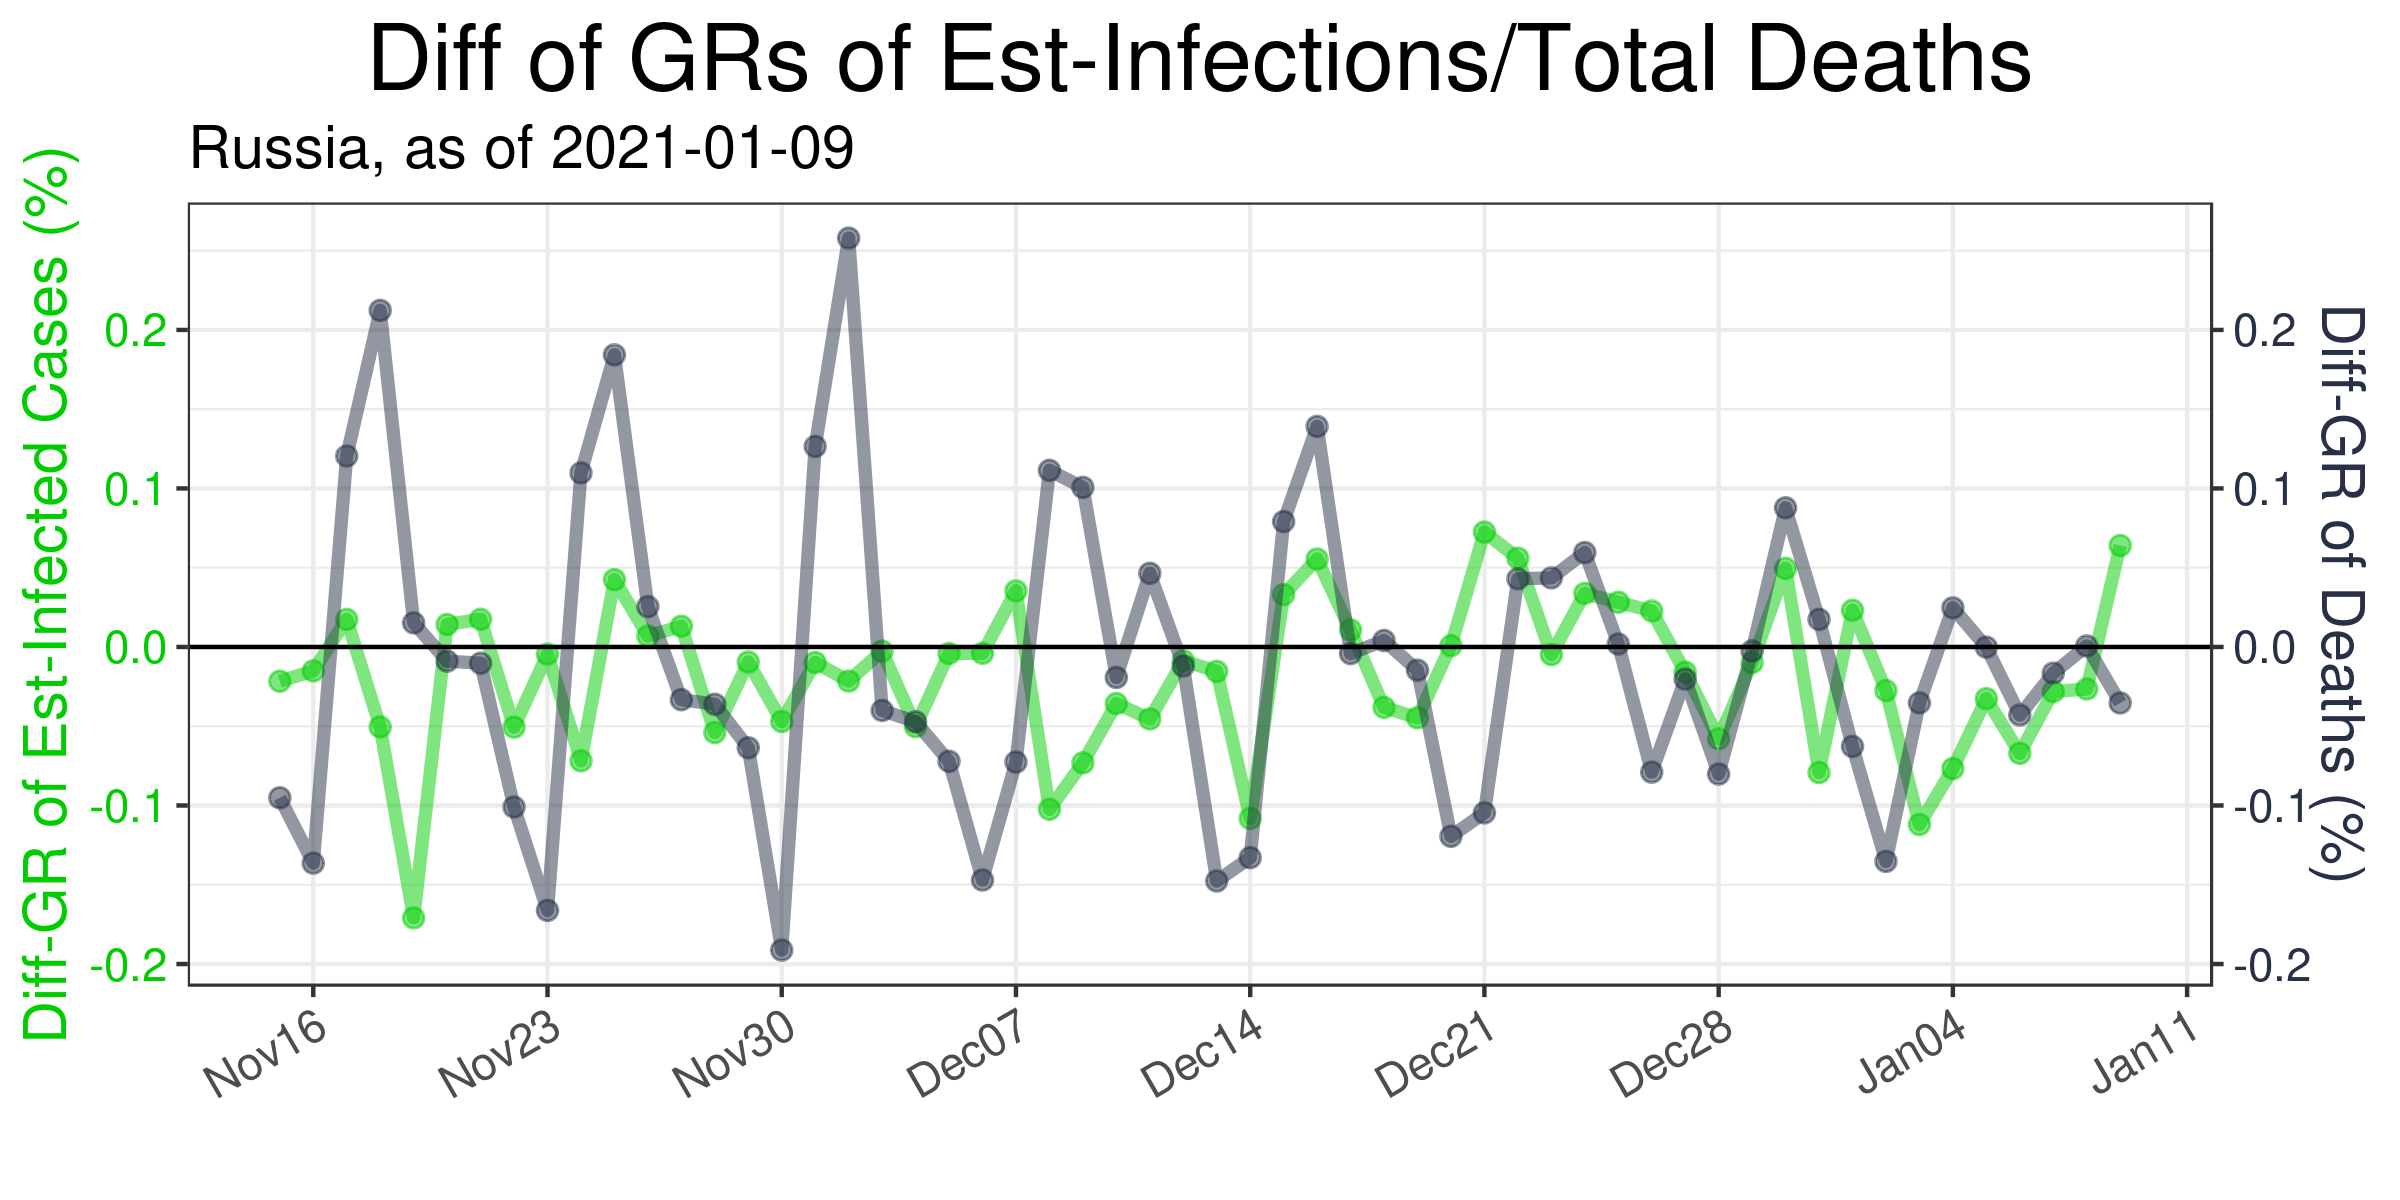 Diff of GRs of Est-Infections/Total Deaths
Russia, as of 2021-01-09
Diff-GR of Est-Infected Cases (%)
0.2
0.1
0.0
-0.1
-0.2
0.2
0.1
0.0
-0.1
-0.2
Diff-GR of Deaths (%)
Nov16 Nov23 Nov30 Dec07 Dec14 Dec21 Dec28 Jan04 Jan11